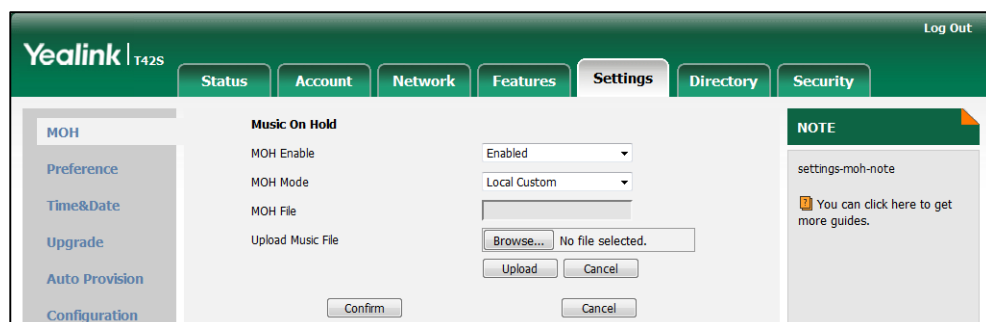 Log Out
Yealink T42S
Status Account Network Features Settings Directory Security
MOH
Preference
Time&Date
Upgrade
Auto Provision
Configuration
Music On Hold
MOH Enable Enabled
MOH Mode Local Custom
MOH File
Upload Music File Browse... No file selected.
Upload Cancel
Confirm Cancel
NOTE
settings-moh-note
You can click here to get
more guides.